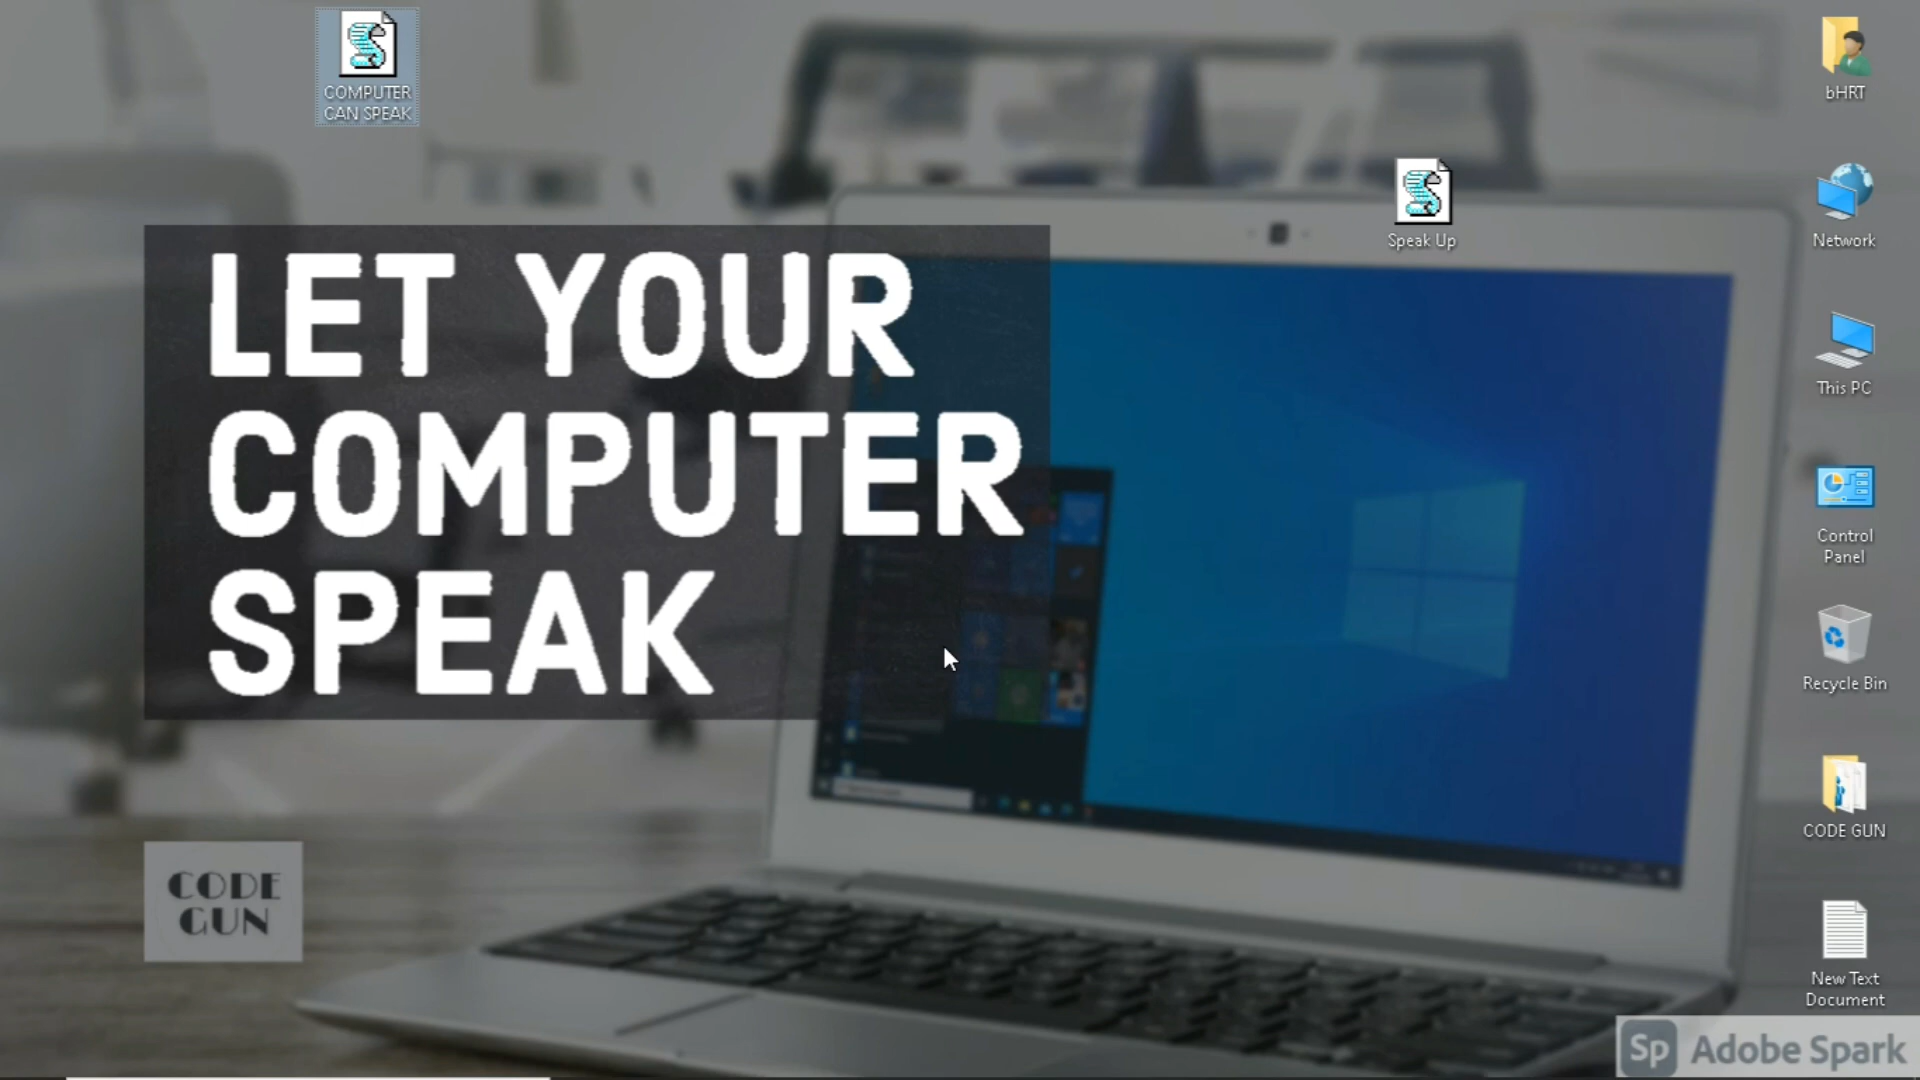 COMPUTER
CAN SPEAK
bHRT
Speak Up
Network
LET YOUR
COMPUTER
SPEAK
This PC
Control
Panel
Recycle Bin
CODE GUN
CODE
GUN
New Text
Document
Sp Adobe Spark